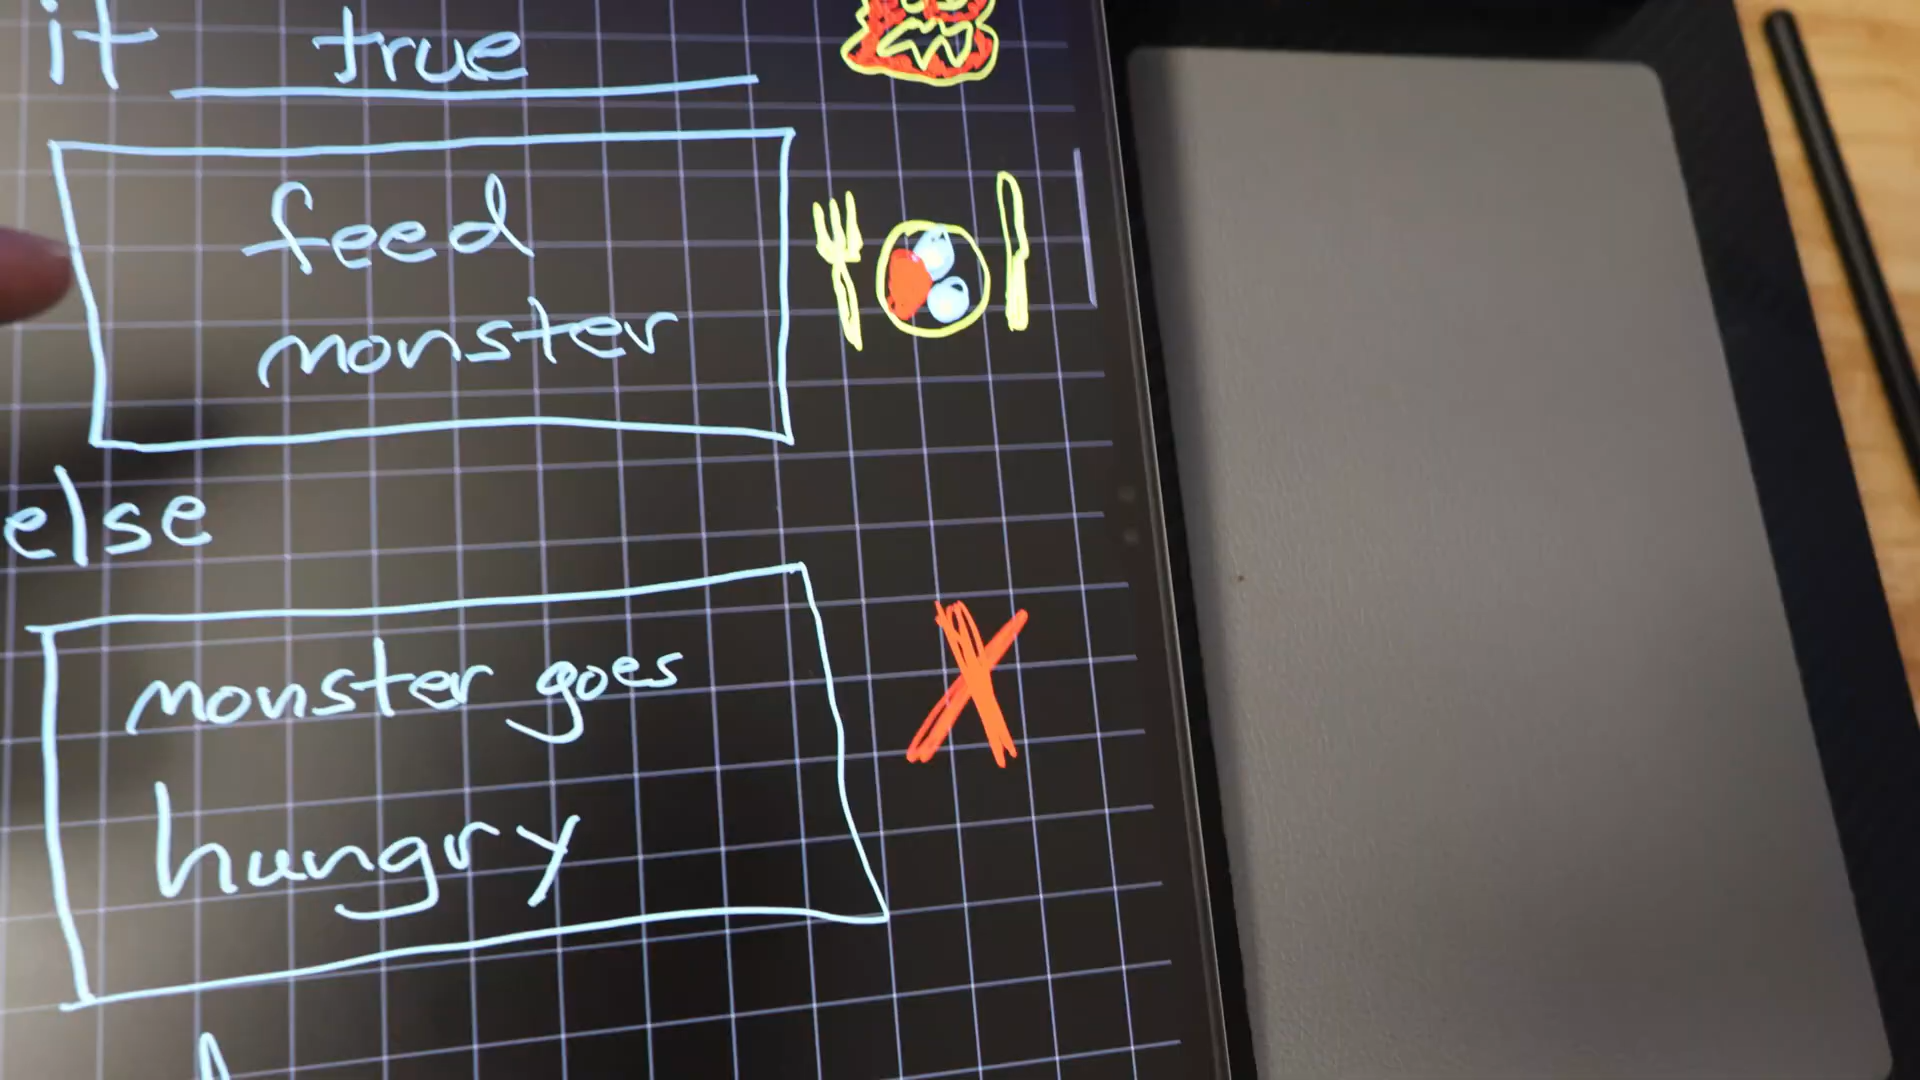 if true
feed
monster
else
monster goes
hungry